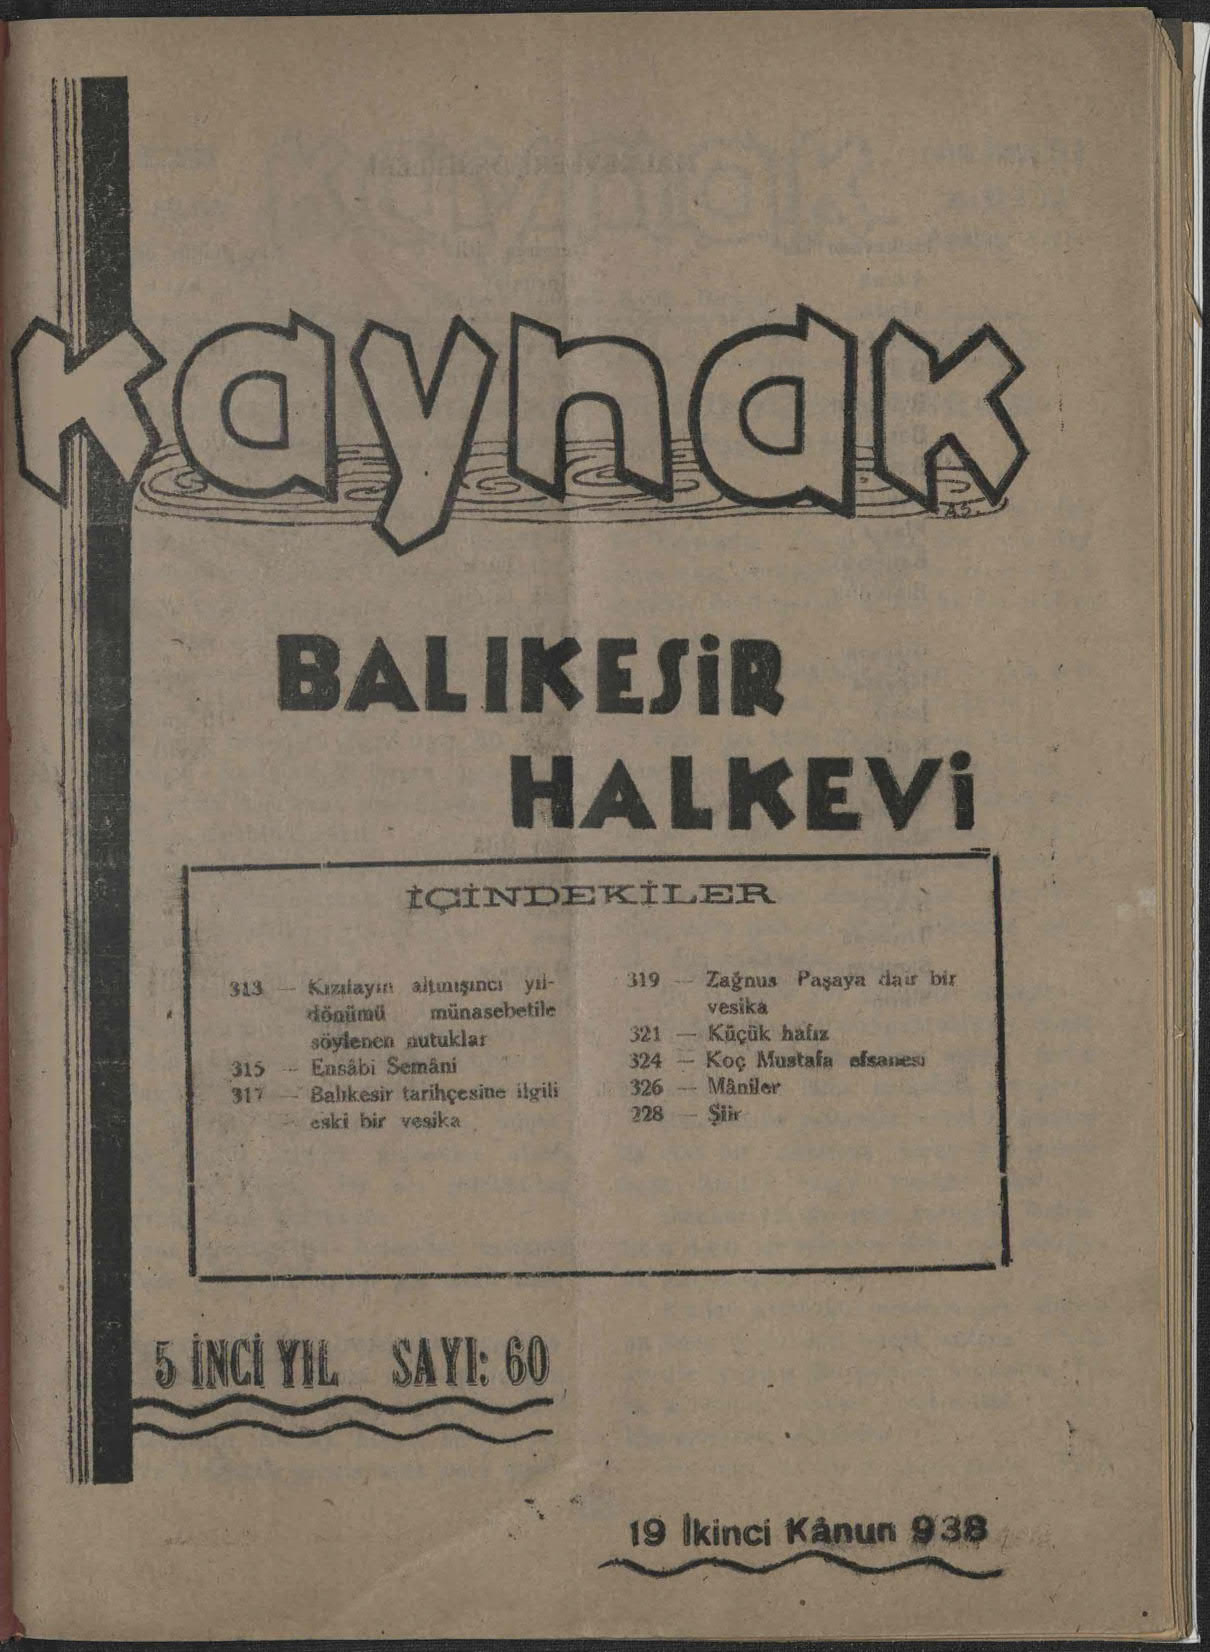 kaynak
A.S.
BALIKESİR
HALKEVİ
İÇİNDEKİLER
313 — Kızılayın altmışıncı yıl-
dönümü münasebetile
söylenen nutuklar
315 — Ensâbi Semâni
317 — Balıkesir tarihçesine ilgili
eski bir vesika
319 — Zağnus Paşaya dair bir
vesika
321 — Küçük hafız
324 — Koç Mustafa efsanesi
326 — Mâniler
228 — Şiir
5 İNCİ YIL SAYI: 60
19 İkinci Kânun 938